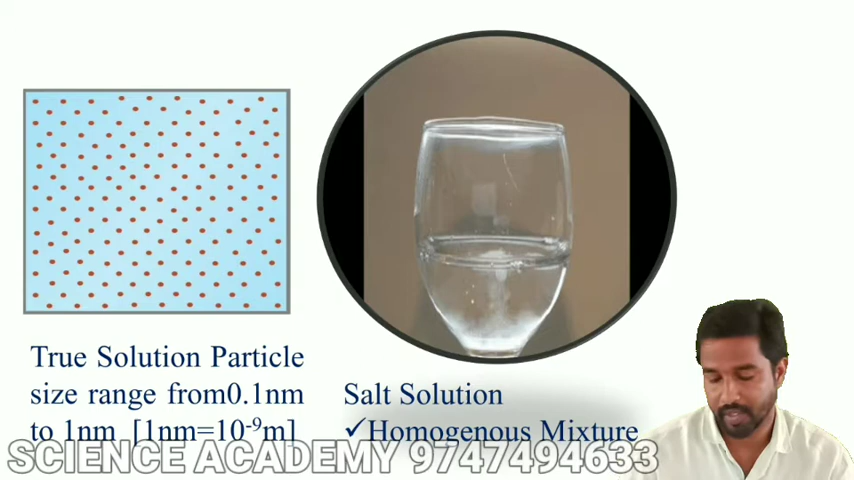 True Solution Particle
size range from0.1nm
to 1nm [1nm=10⁻⁹m]
Salt Solution
✓Homogenous Mixture
SCIENCE ACADEMY 9747494633